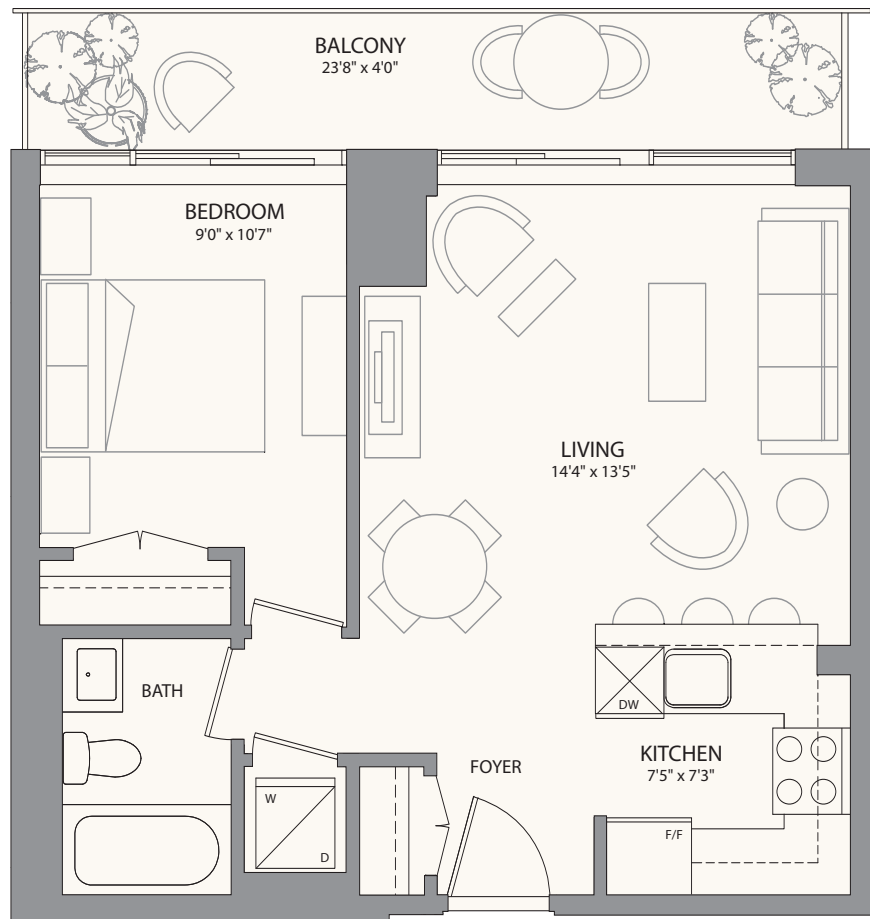 BALCONY
23'8" x 4'0"
BEDROOM
9'0" x 10'7"
LIVING
14'4" x 13'5"
BATH
DW
KITCHEN
7'5" x 7'3"
FOYER
W
D
F/F